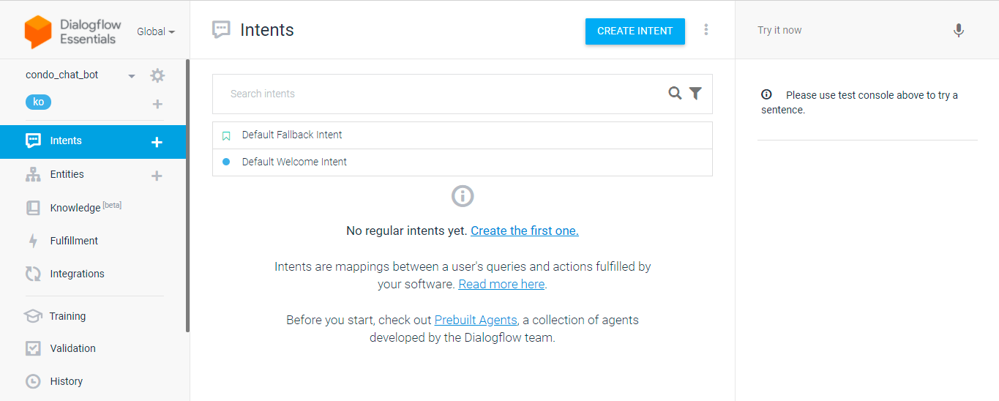 Dialogflow
Essentials
Global
Intents
CREATE INTENT
Try it now
condo_chat_bot
ko
Search intents
Please use test console above to try a
sentence.
Intents
Default Fallback Intent
Default Welcome Intent
Entities
Knowledge [beta]
No regular intents yet. Create the first one.
Fulfillment
Intents are mappings between a user's queries and actions fulfilled by
your software. Read more here.
Integrations
Training
Before you start, check out Prebuilt Agents, a collection of agents
developed by the Dialogflow team.
Validation
History